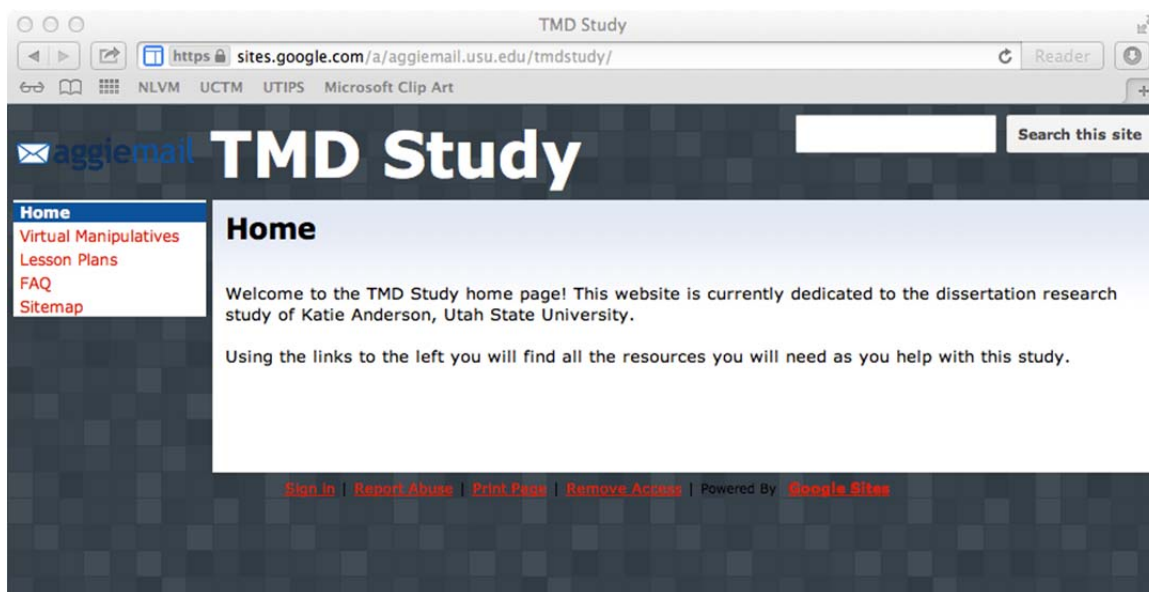 TMD Study
https sites.google.com/a/aggiemail.usu.edu/tmdstudy/
Reader
NLVM UCTM UTIPS Microsoft Clip Art
aggiemail
TMD Study
Search this site
Home
Virtual Manipulatives
Lesson Plans
FAQ
Sitemap
Home
Welcome to the TMD Study home page! This website is currently dedicated to the dissertation research
study of Katie Anderson, Utah State University.
Using the links to the left you will find all the resources you will need as you help with this study.
Sign in | Report Abuse | Print Page | Remove Access | Powered By Google Sites